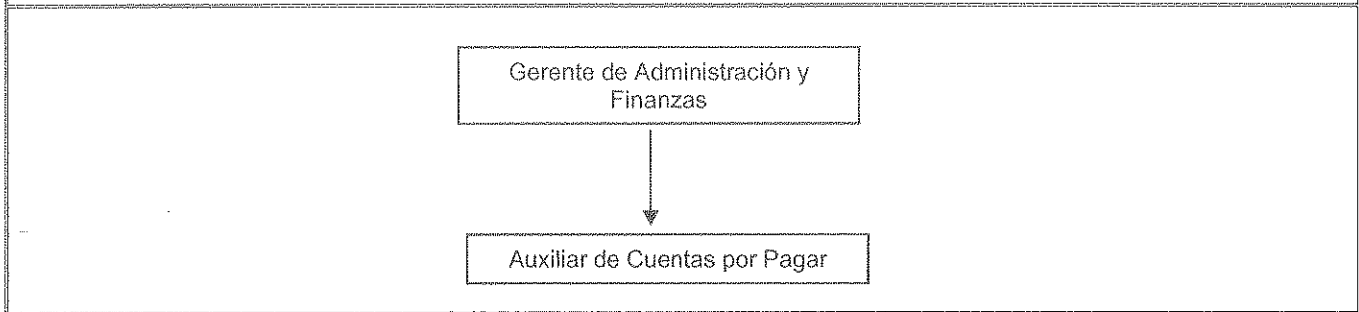 Gerente de Administración y
Finanzas
Auxiliar de Cuentas por Pagar